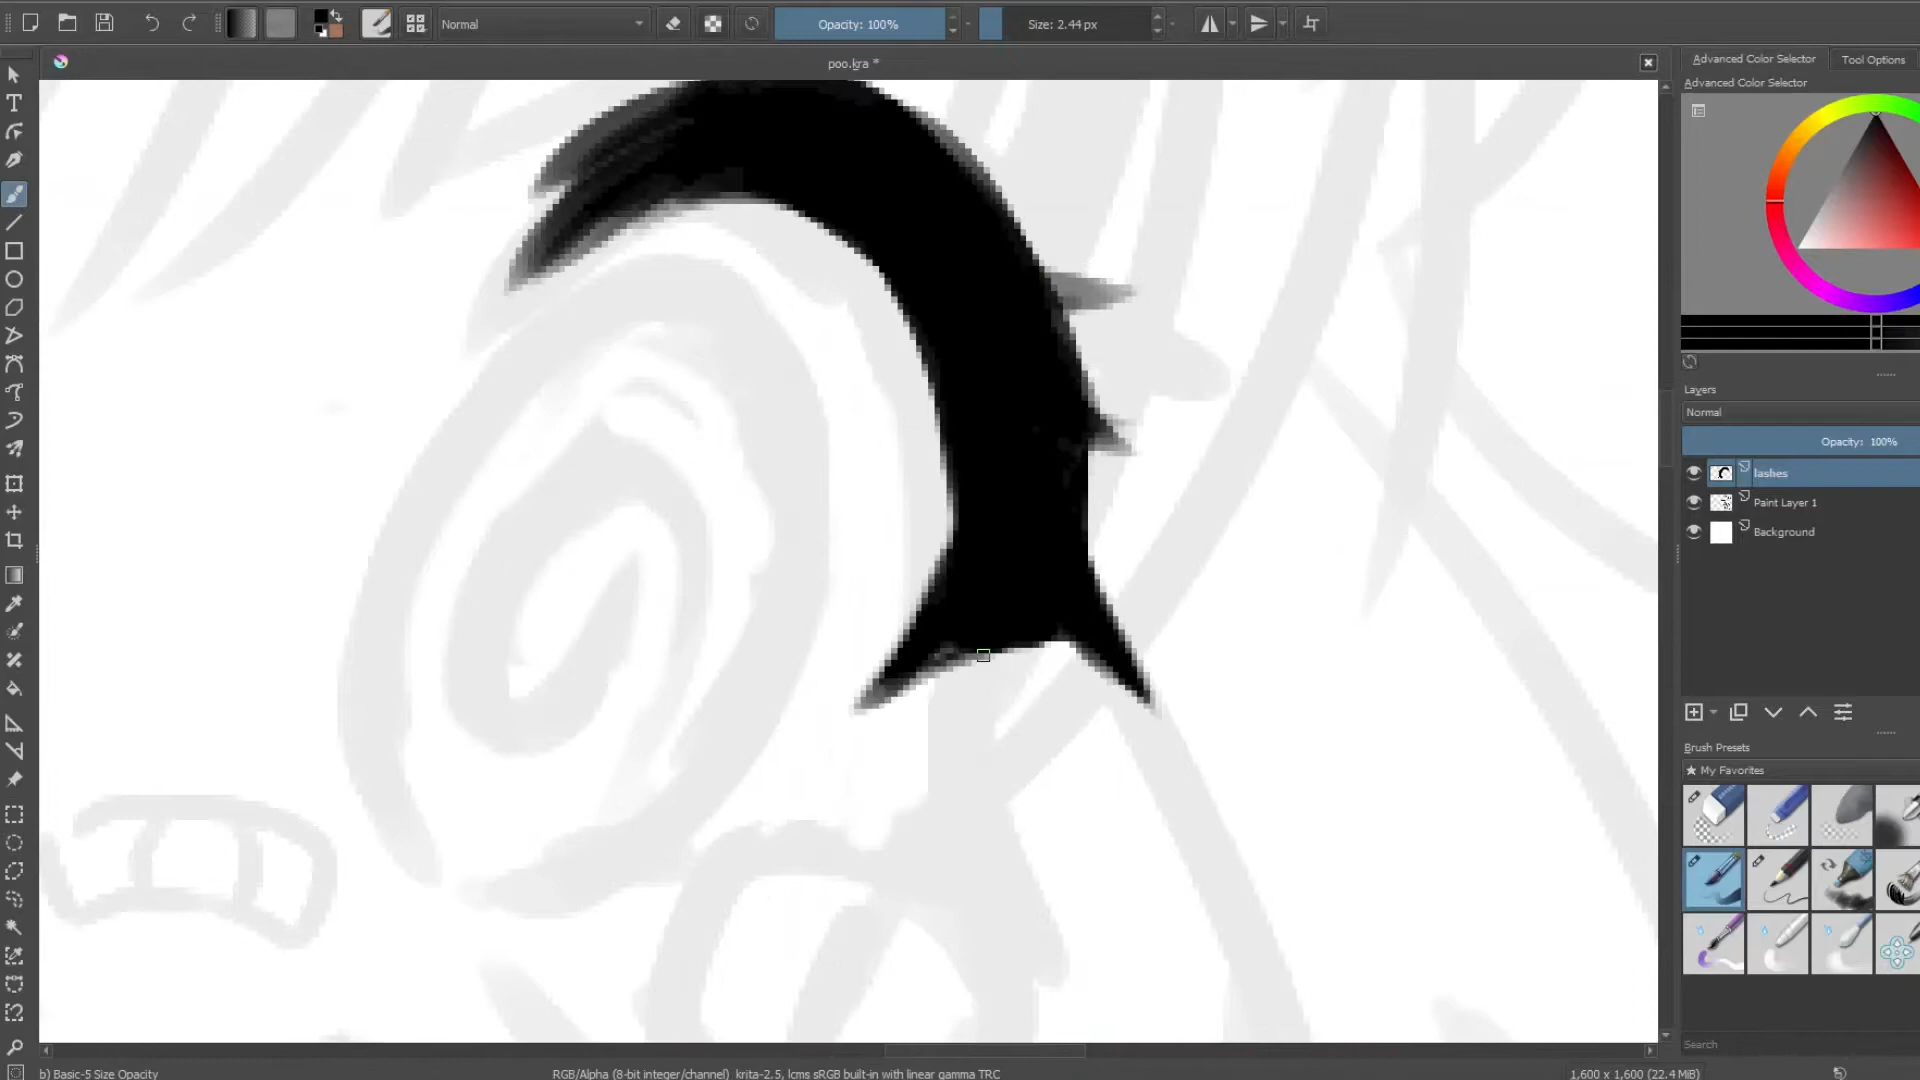 Normal
Opacity: 100%
Size: 2.44 px
poo.kra *
Advanced Color Selector
Tool Options
Advanced Color Selector
Layers
Normal
Opacity: 100%
lashes
Paint Layer 1
Background
Brush Presets
★ My Favorites
Search
b) Basic-5 Size Opacity
RGB/Alpha (8-bit integer/channel) krita-2.5, lcms sRGB built-in with linear gamma TRC
1,600 x 1,600 (22.4 MiB)